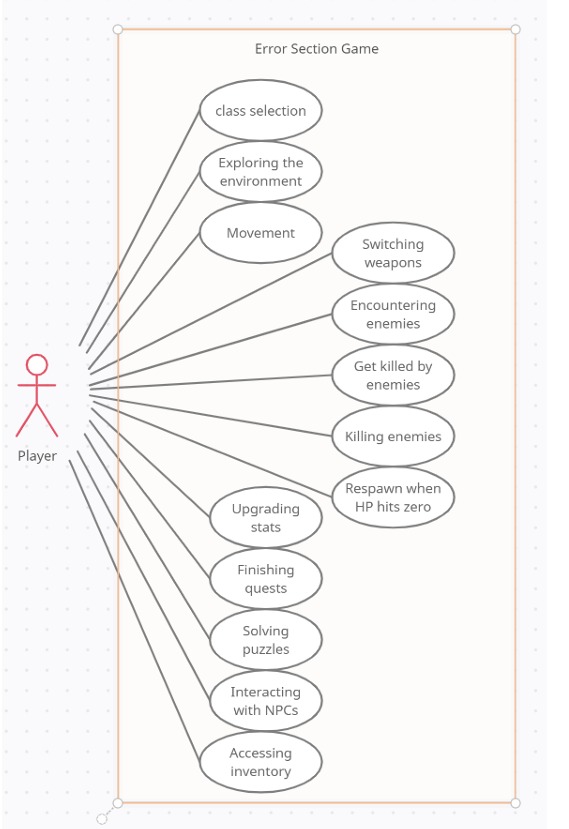 Error Section Game
class selection
Exploring the
environment
Movement
Switching
weapons
Encountering
enemies
Get killed by
enemies
Killing enemies
Player
Respawn when
HP hits zero
Upgrading
stats
Finishing
quests
Solving
puzzles
Interacting
with NPCs
Accessing
inventory